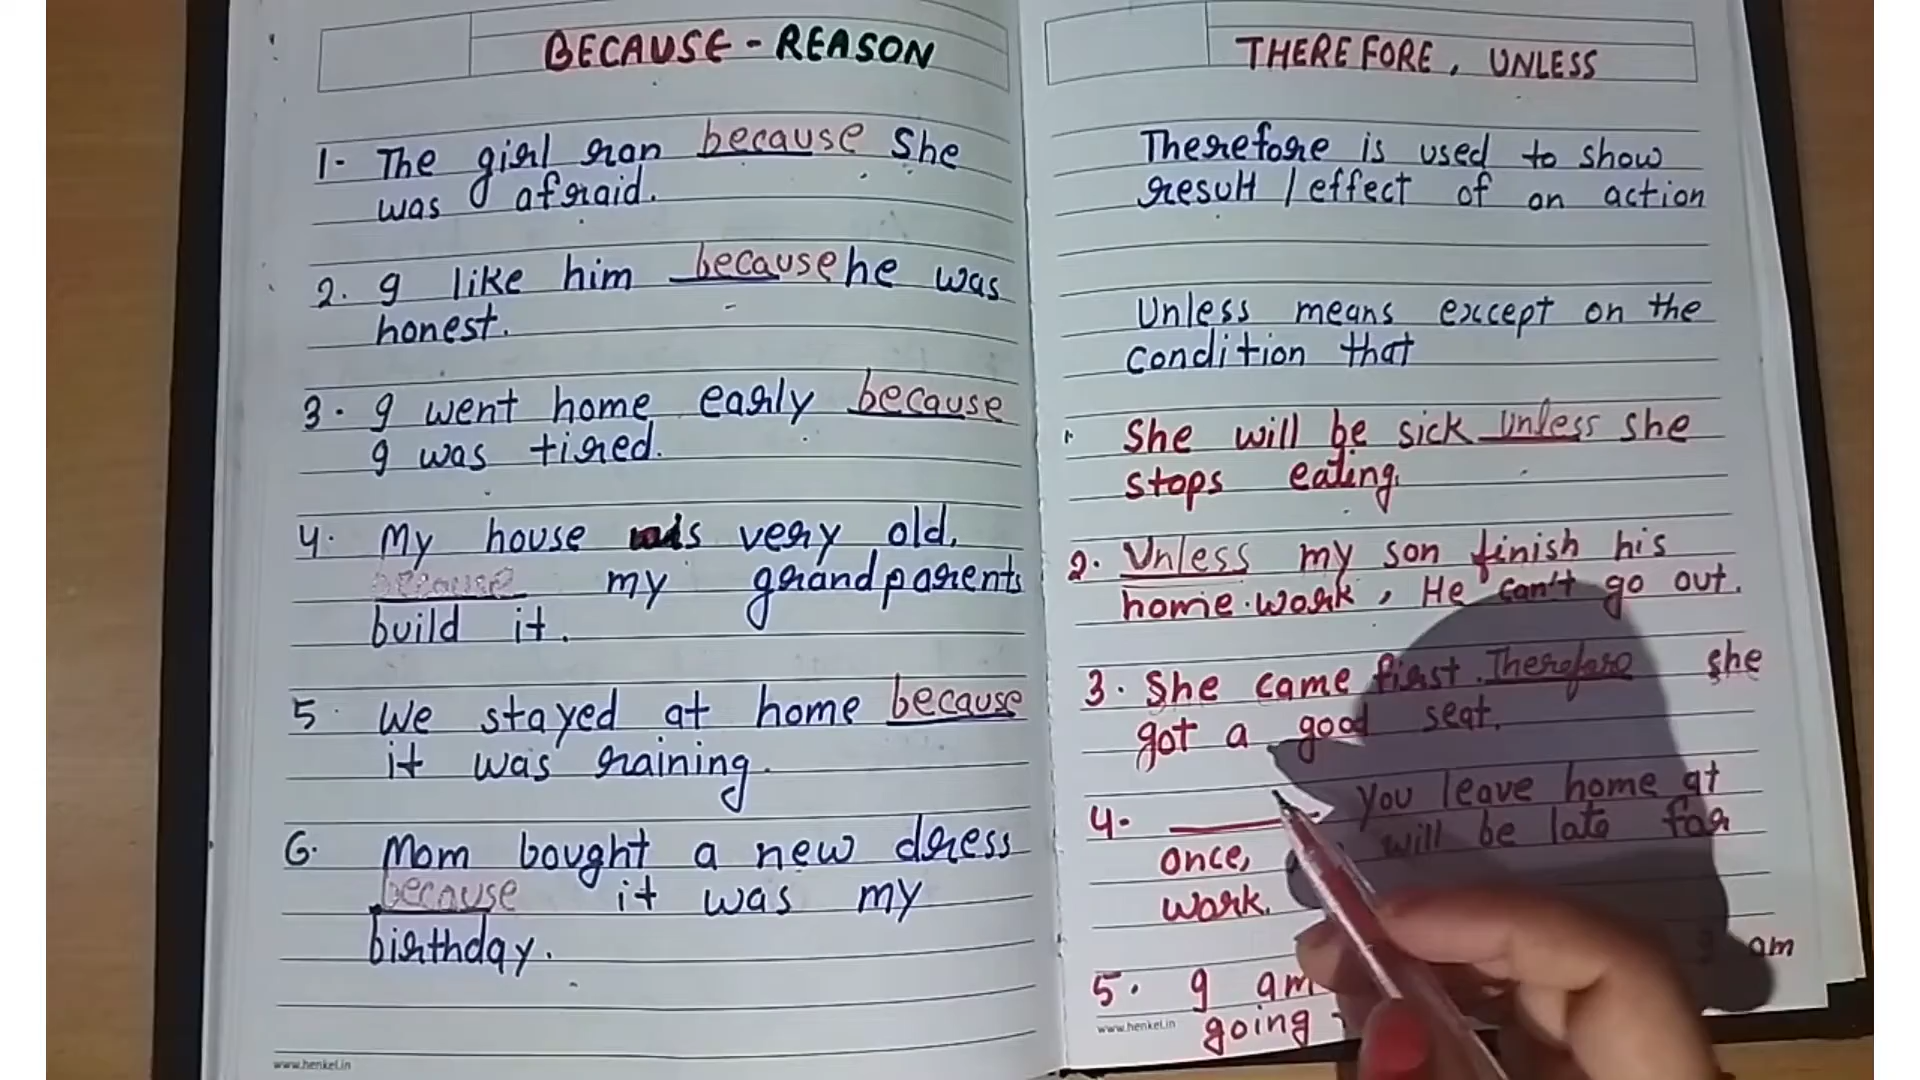 BECAUSE - REASON
1- The girl ran because she
was afraid.
2. I like him because he was
honest.
3. I went home early because
I was tired.
4. My house is very old,
because my grandparents
build it.
5. We stayed at home because
it was raining.
6. Mom bought a new dress
because it was my
birthday.
www.henkel.in
THEREFORE, UNLESS
Therefore is used to show
result / effect of an action
Unless means except on the
condition that
1. She will be sick unless she
stops eating.
2. Unless my son finish his
home.work, He can't go out.
3. She came first. Therefore she
got a good seat.
4. ______ you leave home at
once, will be late for
work.
5. I am am
going
www.henkel.in